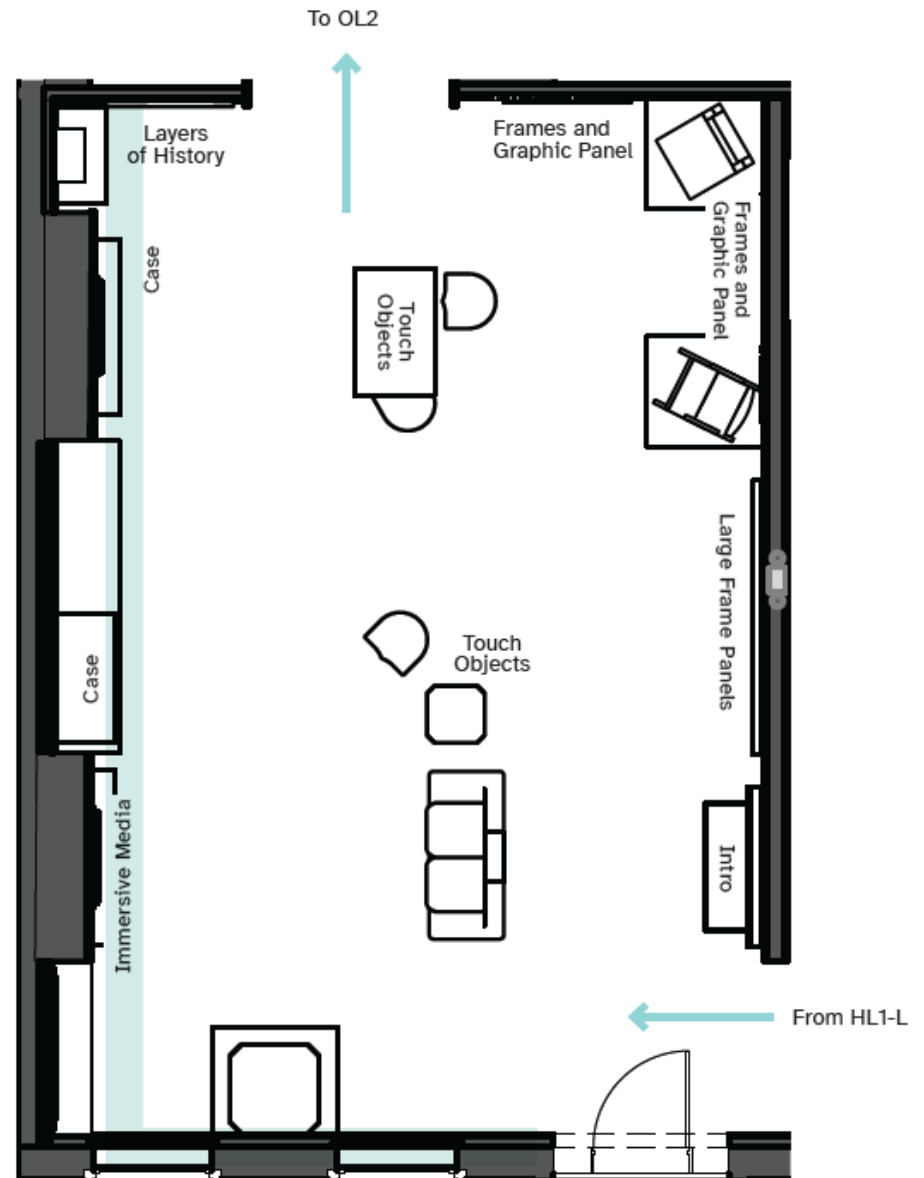 To OL2
Layers
of History
Frames and
Graphic Panel
Case
Frames and
Graphic Panel
Touch
Objects
Large Frame Panels
Touch
Objects
Case
Immersive Media
Intro
From HL1-L